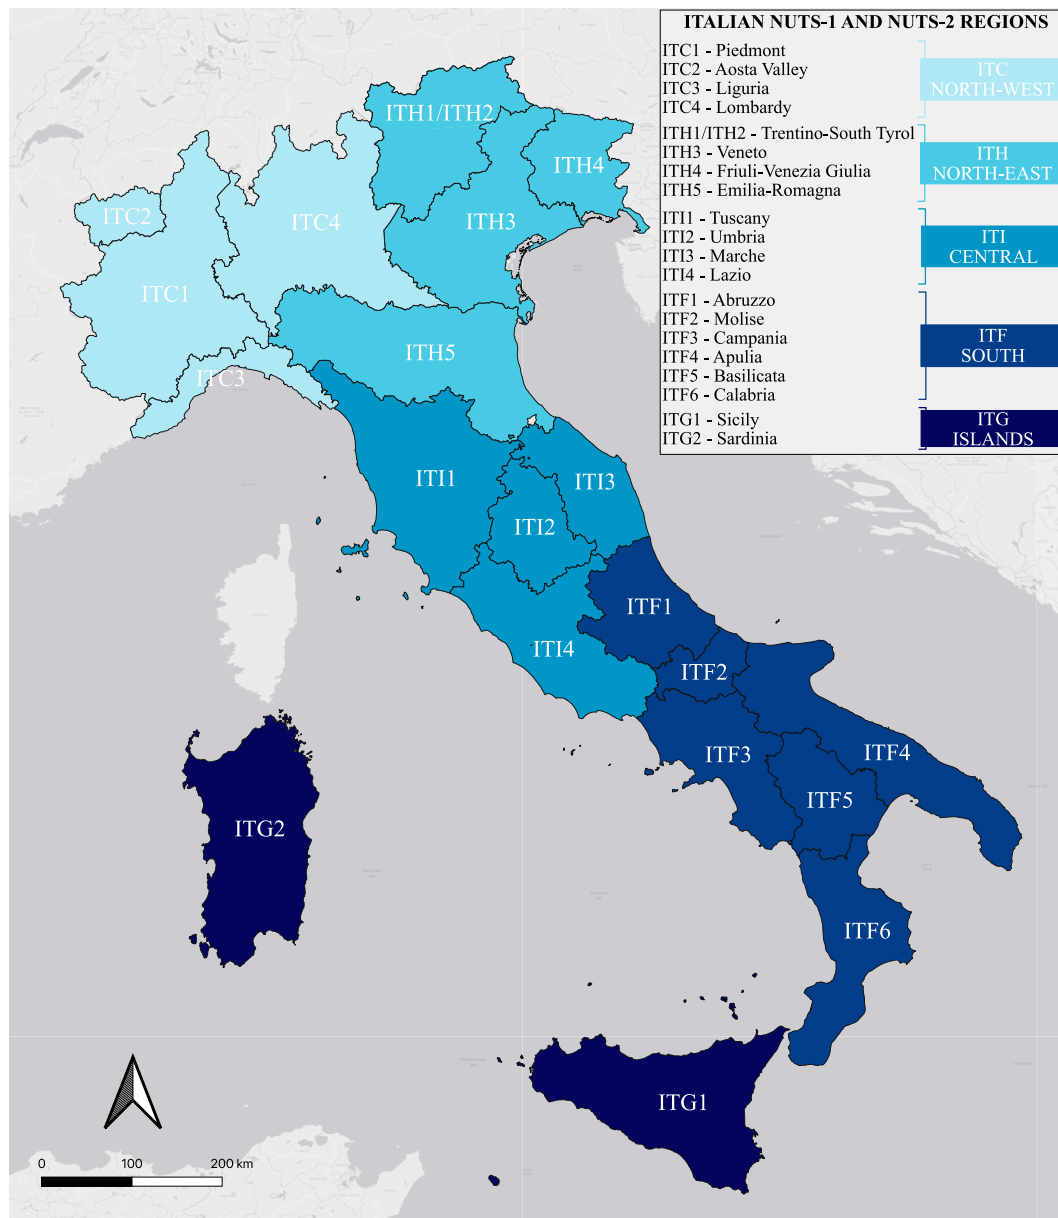 ITALIAN NUTS-1 AND NUTS-2 REGIONS
ITC1 - Piedmont
ITC2 - Aosta Valley
ITC3 - Liguria
ITC4 - Lombardy
ITC
NORTH-WEST
ITH1/ITH2 - Trentino-South Tyrol
ITH3 - Veneto
ITH4 - Friuli-Venezia Giulia
ITH5 - Emilia-Romagna
ITH
NORTH-EAST
ITI1 - Tuscany
ITI2 - Umbria
ITI3 - Marche
ITI4 - Lazio
ITI
CENTRAL
ITF1 - Abruzzo
ITF2 - Molise
ITF3 - Campania
ITF4 - Apulia
ITF5 - Basilicata
ITF6 - Calabria
ITF
SOUTH
ITG1 - Sicily
ITG2 - Sardinia
ITG
ISLANDS
ITH1/ITH2
ITH4
ITC2
ITC4
ITH3
ITC1
ITH5
ITC3
ITI1
ITI3
ITI2
ITF1
ITI4
ITF2
ITF3
ITF4
ITF5
ITG2
ITF6
ITG1
0 100 200 km